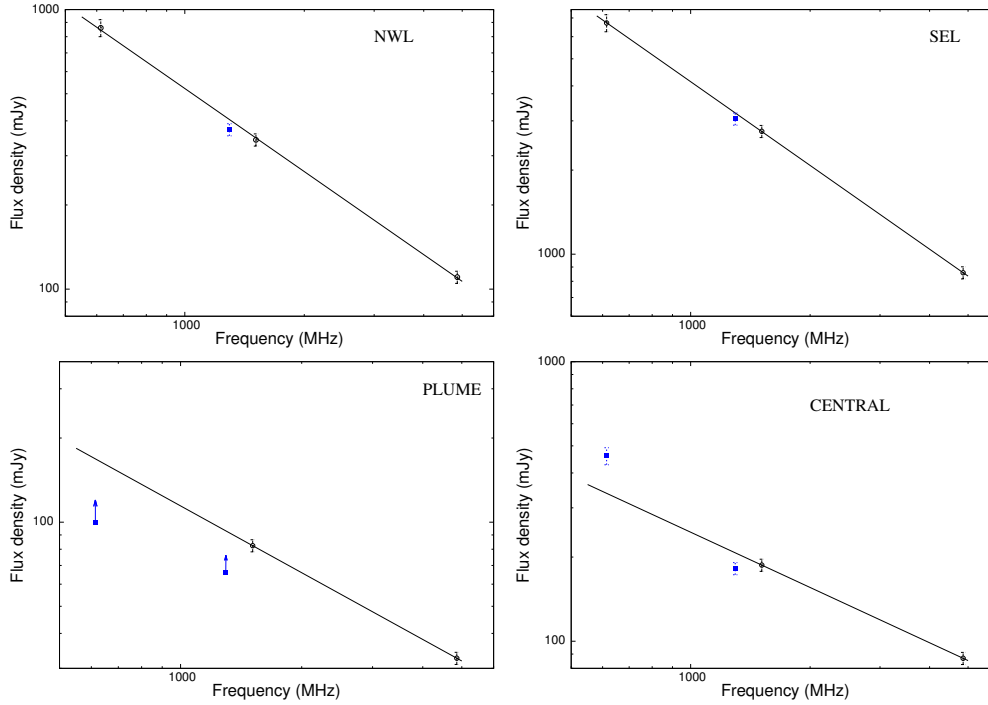 1000
NWL
Flux density (mJy)
100
1000
Frequency (MHz)
SEL
Flux density (mJy)
1000
1000
Frequency (MHz)
PLUME
Flux density (mJy)
100
1000
Frequency (MHz)
1000
CENTRAL
Flux density (mJy)
100
1000
Frequency (MHz)